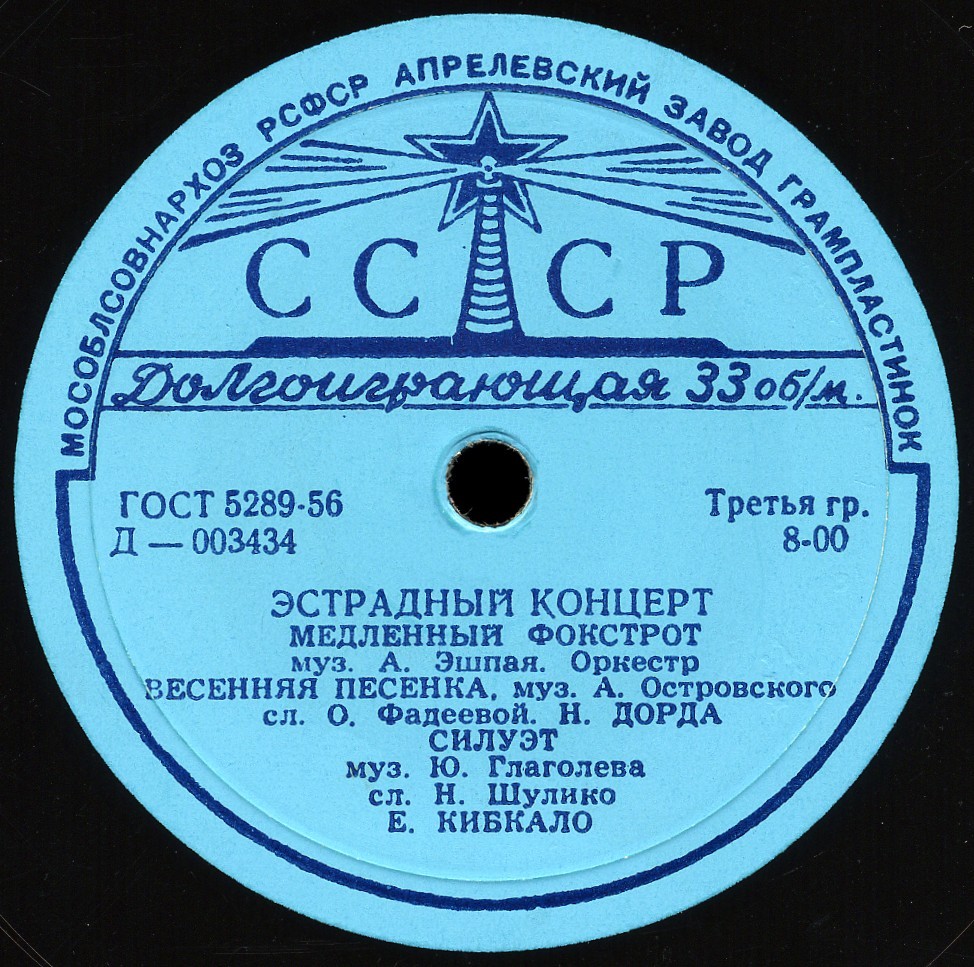 МОСОБЛСОВНАРХОЗ РСФСР АПРЕЛЕВСКИЙ ЗАВОД ГРАМПЛАСТИНОК
СССР
Долгоиграющая 33 об/м.
ГОСТ 5289-56
Третья гр.
Д — 003434
8-00
ЭСТРАДНЫЙ КОНЦЕРТ
МЕДЛЕННЫЙ ФОКСТРОТ
муз. А. Эшпая. Оркестр
ВЕСЕННЯЯ ПЕСЕНКА, муз. А. Островского
сл. О. Фадеевой. Н. ДОРДА
СИЛУЭТ
муз. Ю. Глаголева
сл. Н. Шулико
Е. КИБКАЛО